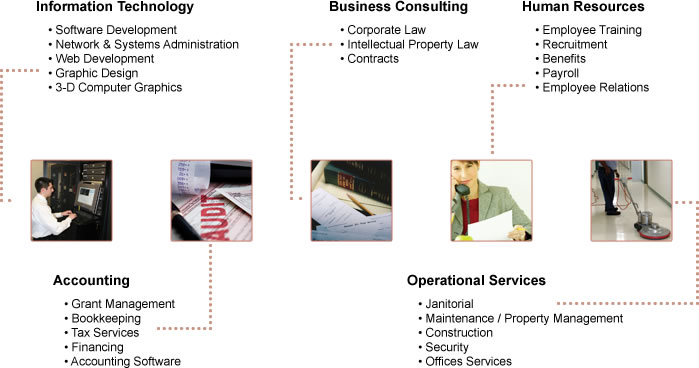 Information Technology
• Software Development
• Network & Systems Administration
• Web Development
• Graphic Design
• 3-D Computer Graphics
Business Consulting
• Corporate Law
• Intellectual Property Law
• Contracts
Human Resources
• Employee Training
• Recruitment
• Benefits
• Payroll
• Employee Relations
AUDIT
Accounting
• Grant Management
• Bookkeeping
• Tax Services
• Financing
• Accounting Software
Operational Services
• Janitorial
• Maintenance / Property Management
• Construction
• Security
• Offices Services